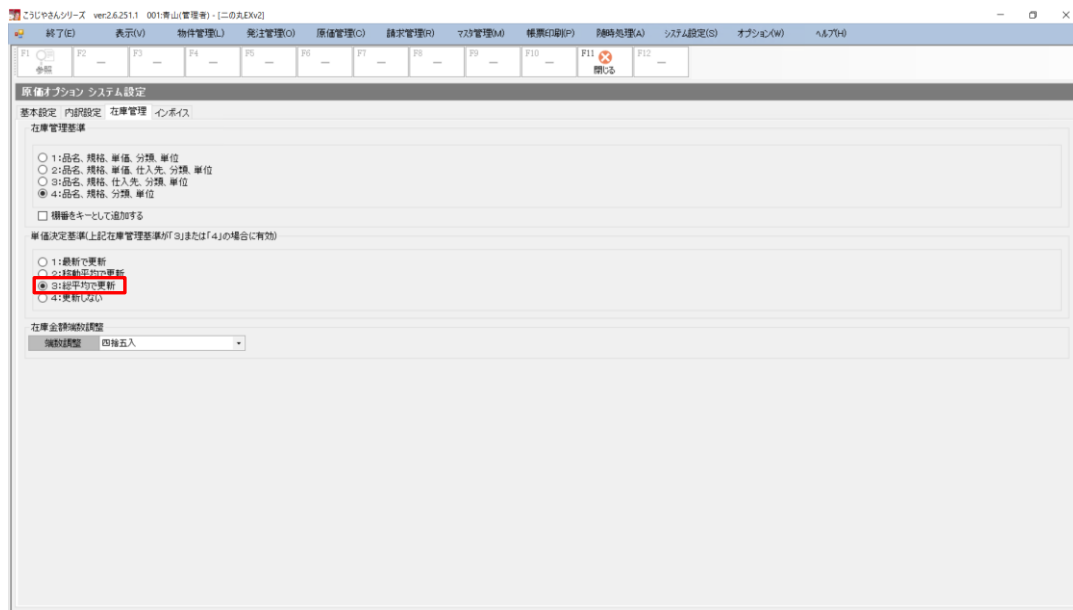 こうじやさんシリーズ ver:2.6.251.1 001:青山(管理者) - [二の丸EXv2]
終了(E) 表示(V) 物件管理(L) 発注管理(O) 原価管理(C) 請求管理(R) マスタ管理(M) 帳票印刷(P) 随時処理(A) システム設定(S) オプション(W) ヘルプ(H)
F1 参照 F2 F3 F4 F5 F6 F7 F8 F9 F10 F11 閉じる F12
原価オプション システム設定
基本設定 内訳設定 在庫管理 インボイス
在庫管理基準
1:品名、規格、単価、分類、単位
2:品名、規格、単価、仕入先、分類、単位
3:品名、規格、仕入先、分類、単位
4:品名、規格、分類、単位
棚番をキーとして追加する
単価決定基準(上記在庫管理基準が「3」または「4」の場合に有効)
1:最新で更新
2:移動平均で更新
3:総平均で更新
4:更新しない
在庫金額端数調整
端数調整 四捨五入